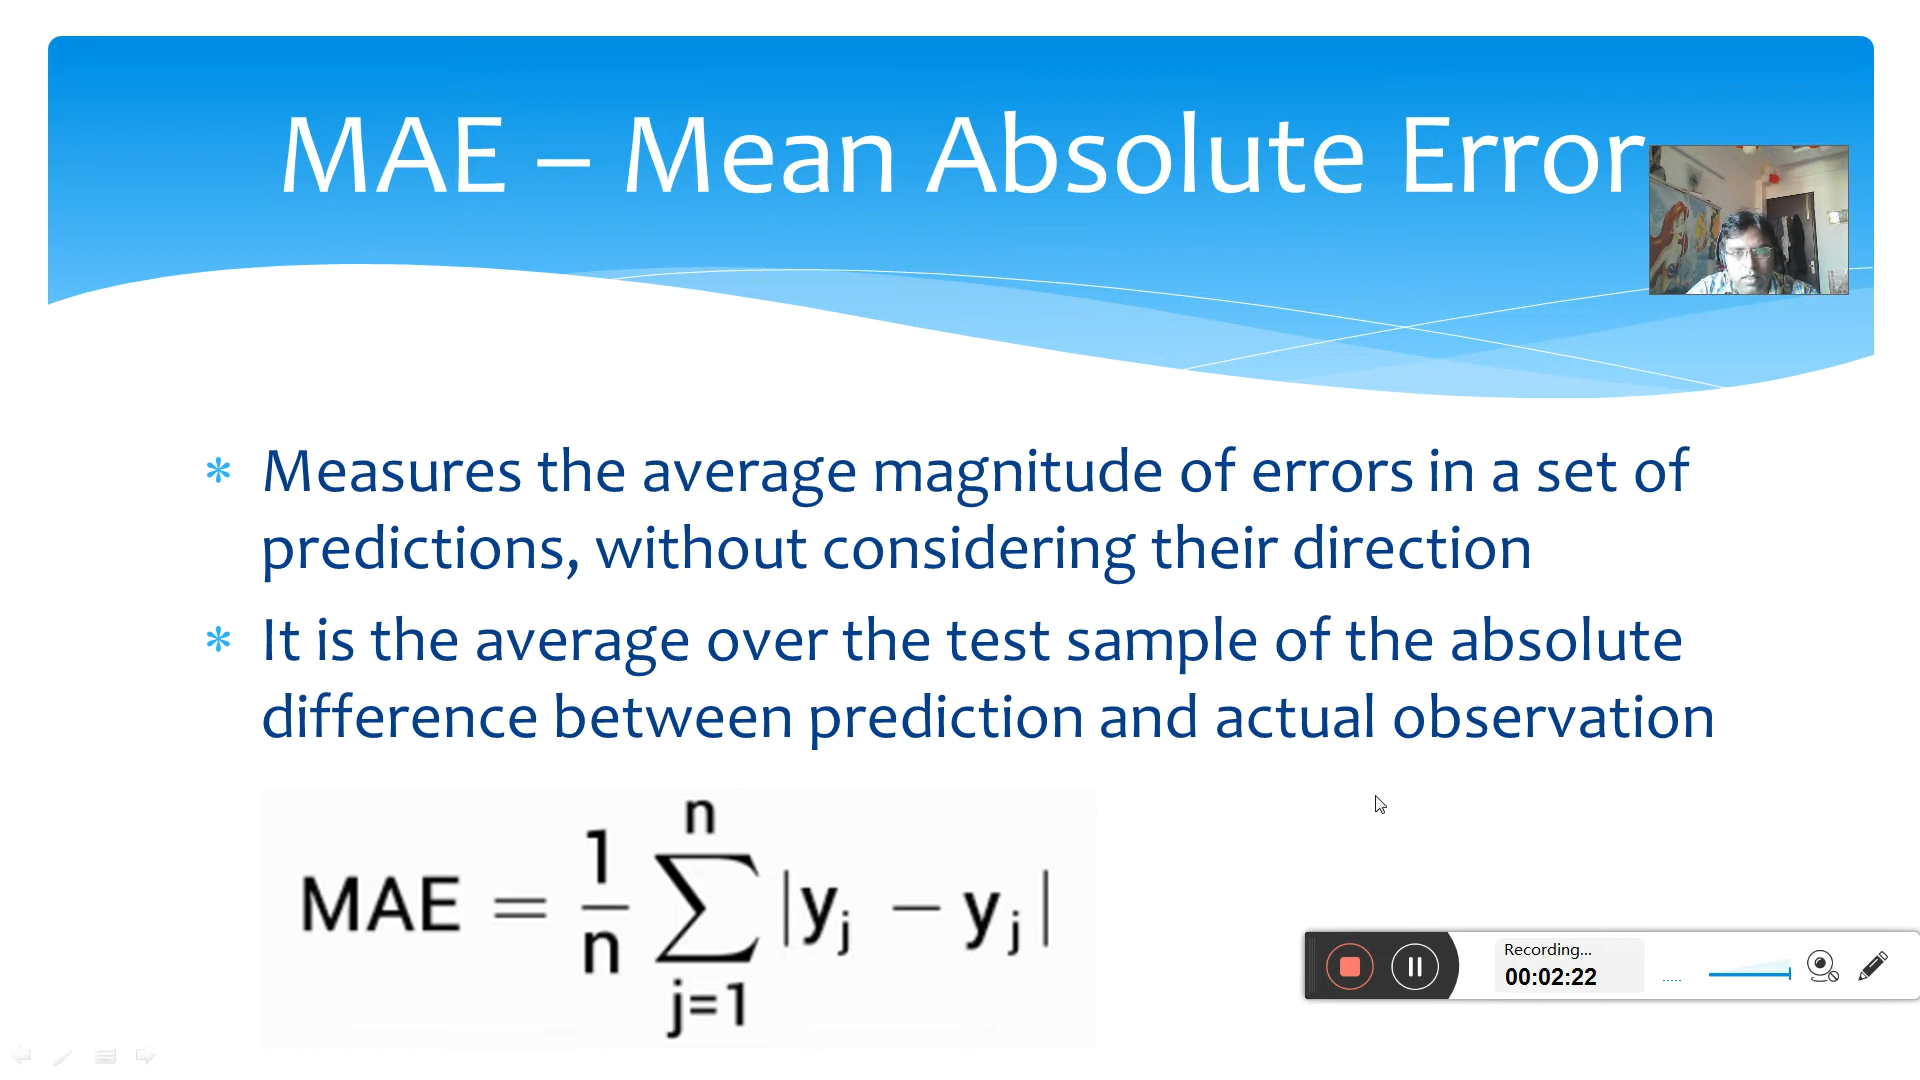 MAE – Mean Absolute Error
* Measures the average magnitude of errors in a set of
predictions, without considering their direction
* It is the average over the test sample of the absolute
difference between prediction and actual observation
MAE = 1/n ∑ n j=1 |yj − yj|
Recording...
00:02:22